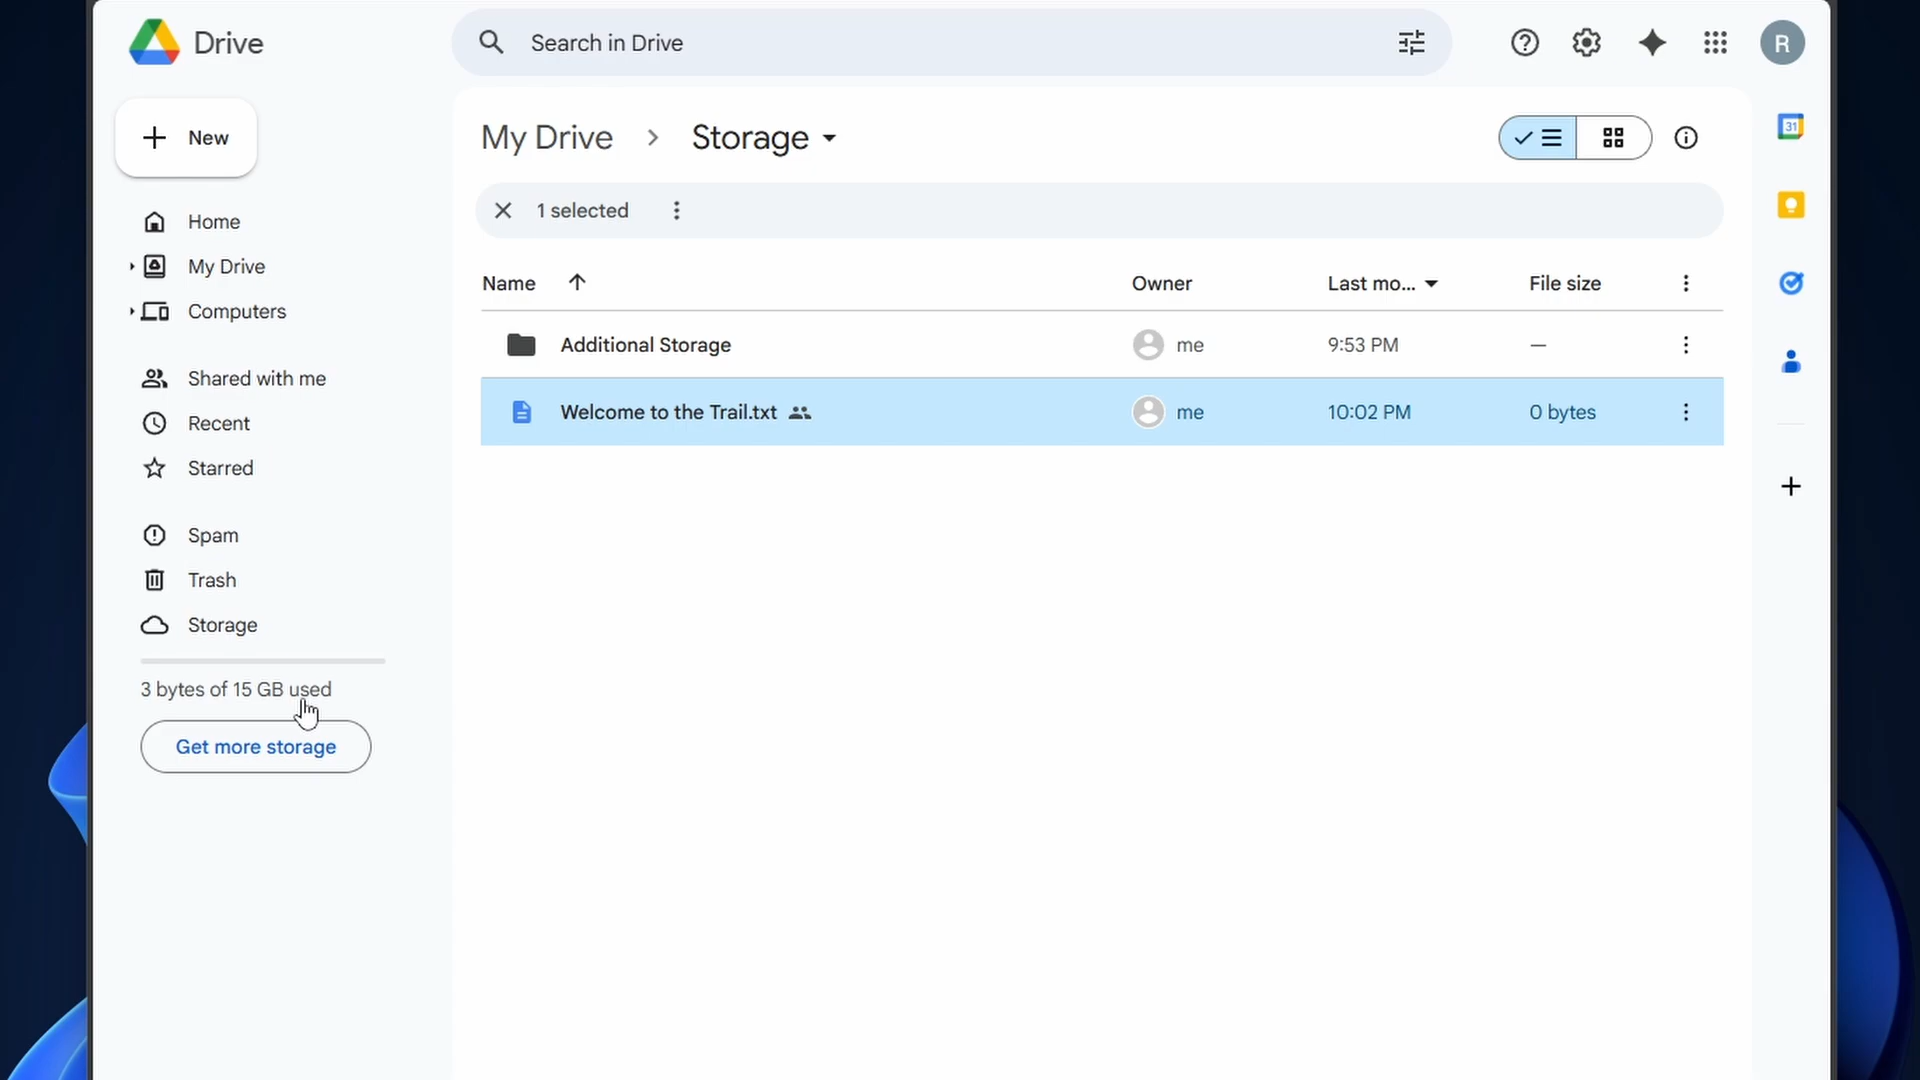 Drive
Search in Drive
R
New
My Drive
Storage
31
1 selected
Home
My Drive
Computers
Name
Owner
Last mo...
File size
Additional Storage
me
9:53 PM
—
Shared with me
Welcome to the Trail.txt
me
10:02 PM
0 bytes
Recent
Starred
Spam
Trash
Storage
3 bytes of 15 GB used
Get more storage